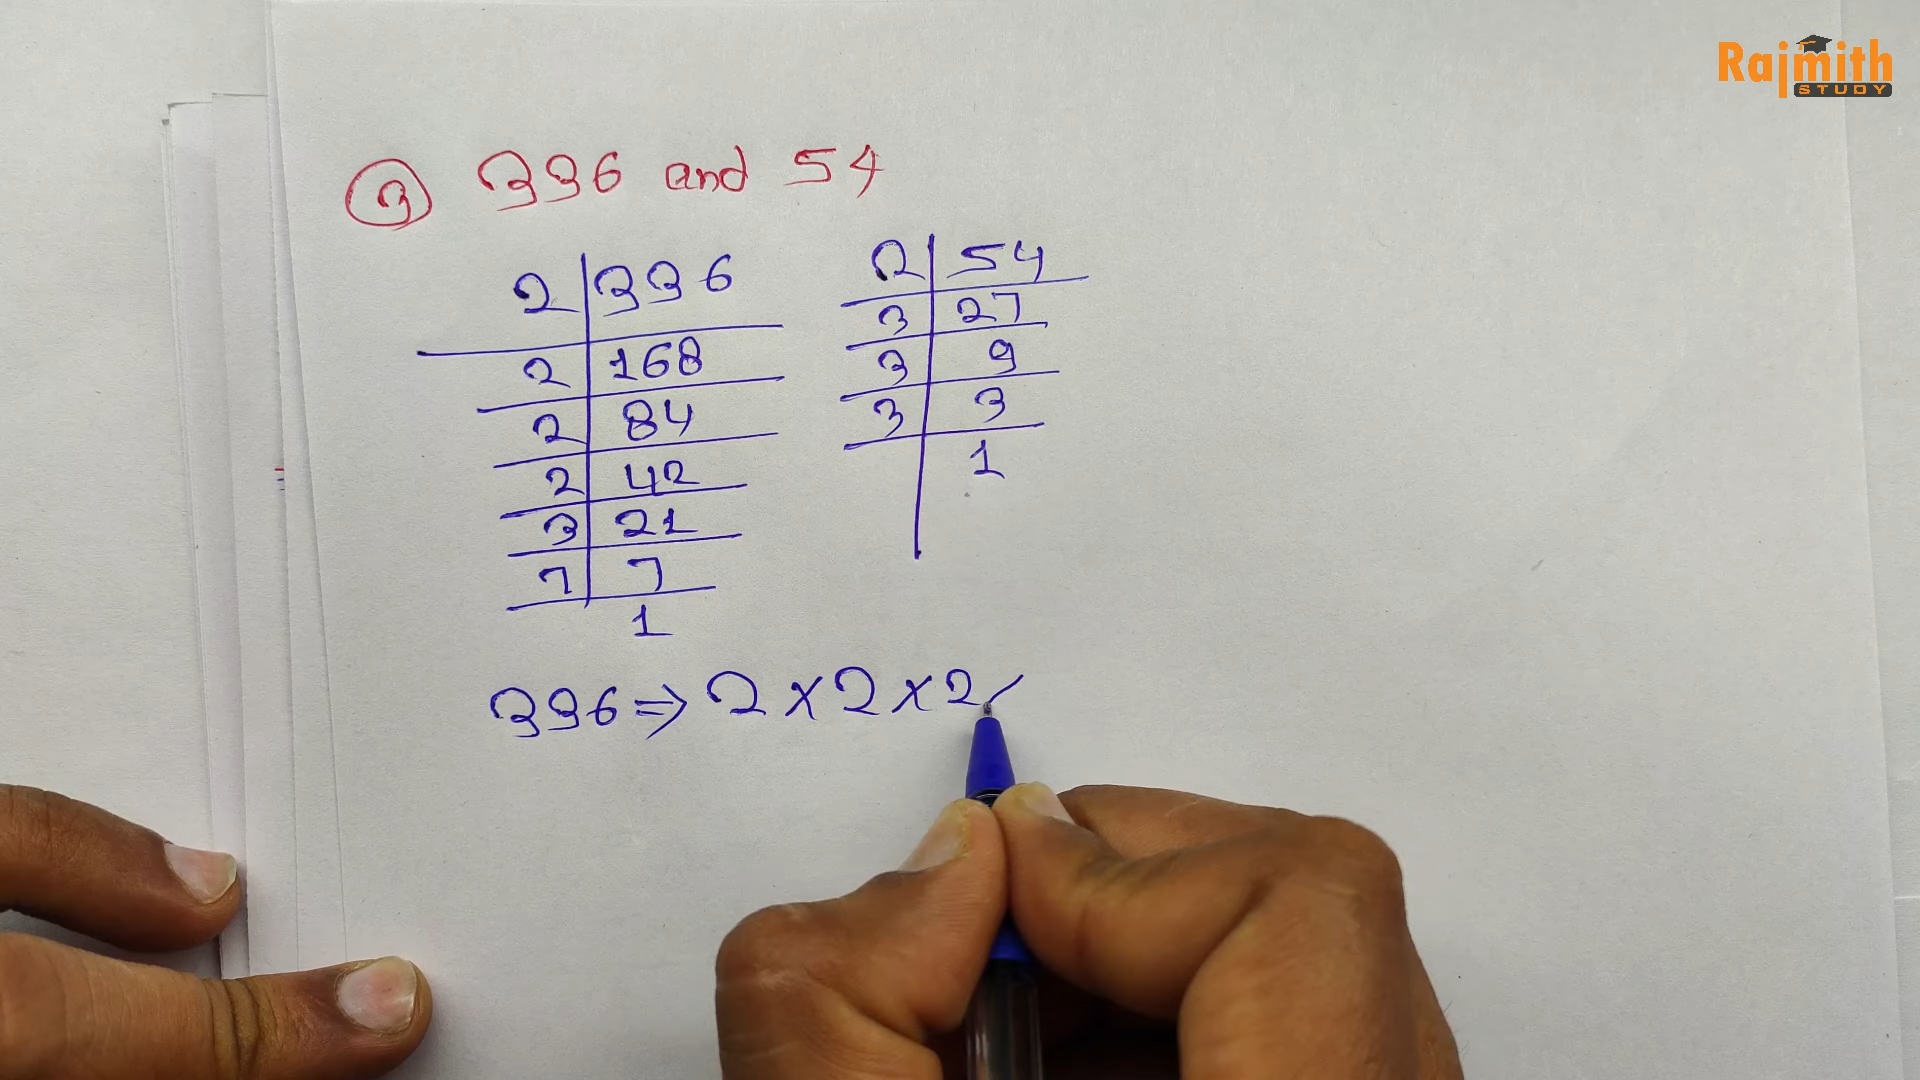 Rajmith
STUDY
3 336 and 54
2 | 336
2 | 168
2 | 84
2 | 42
3 | 21
7 | 7
1
2 | 54
3 | 27
3 | 9
3 | 3
1
336 ⇒ 2 × 2 × 2